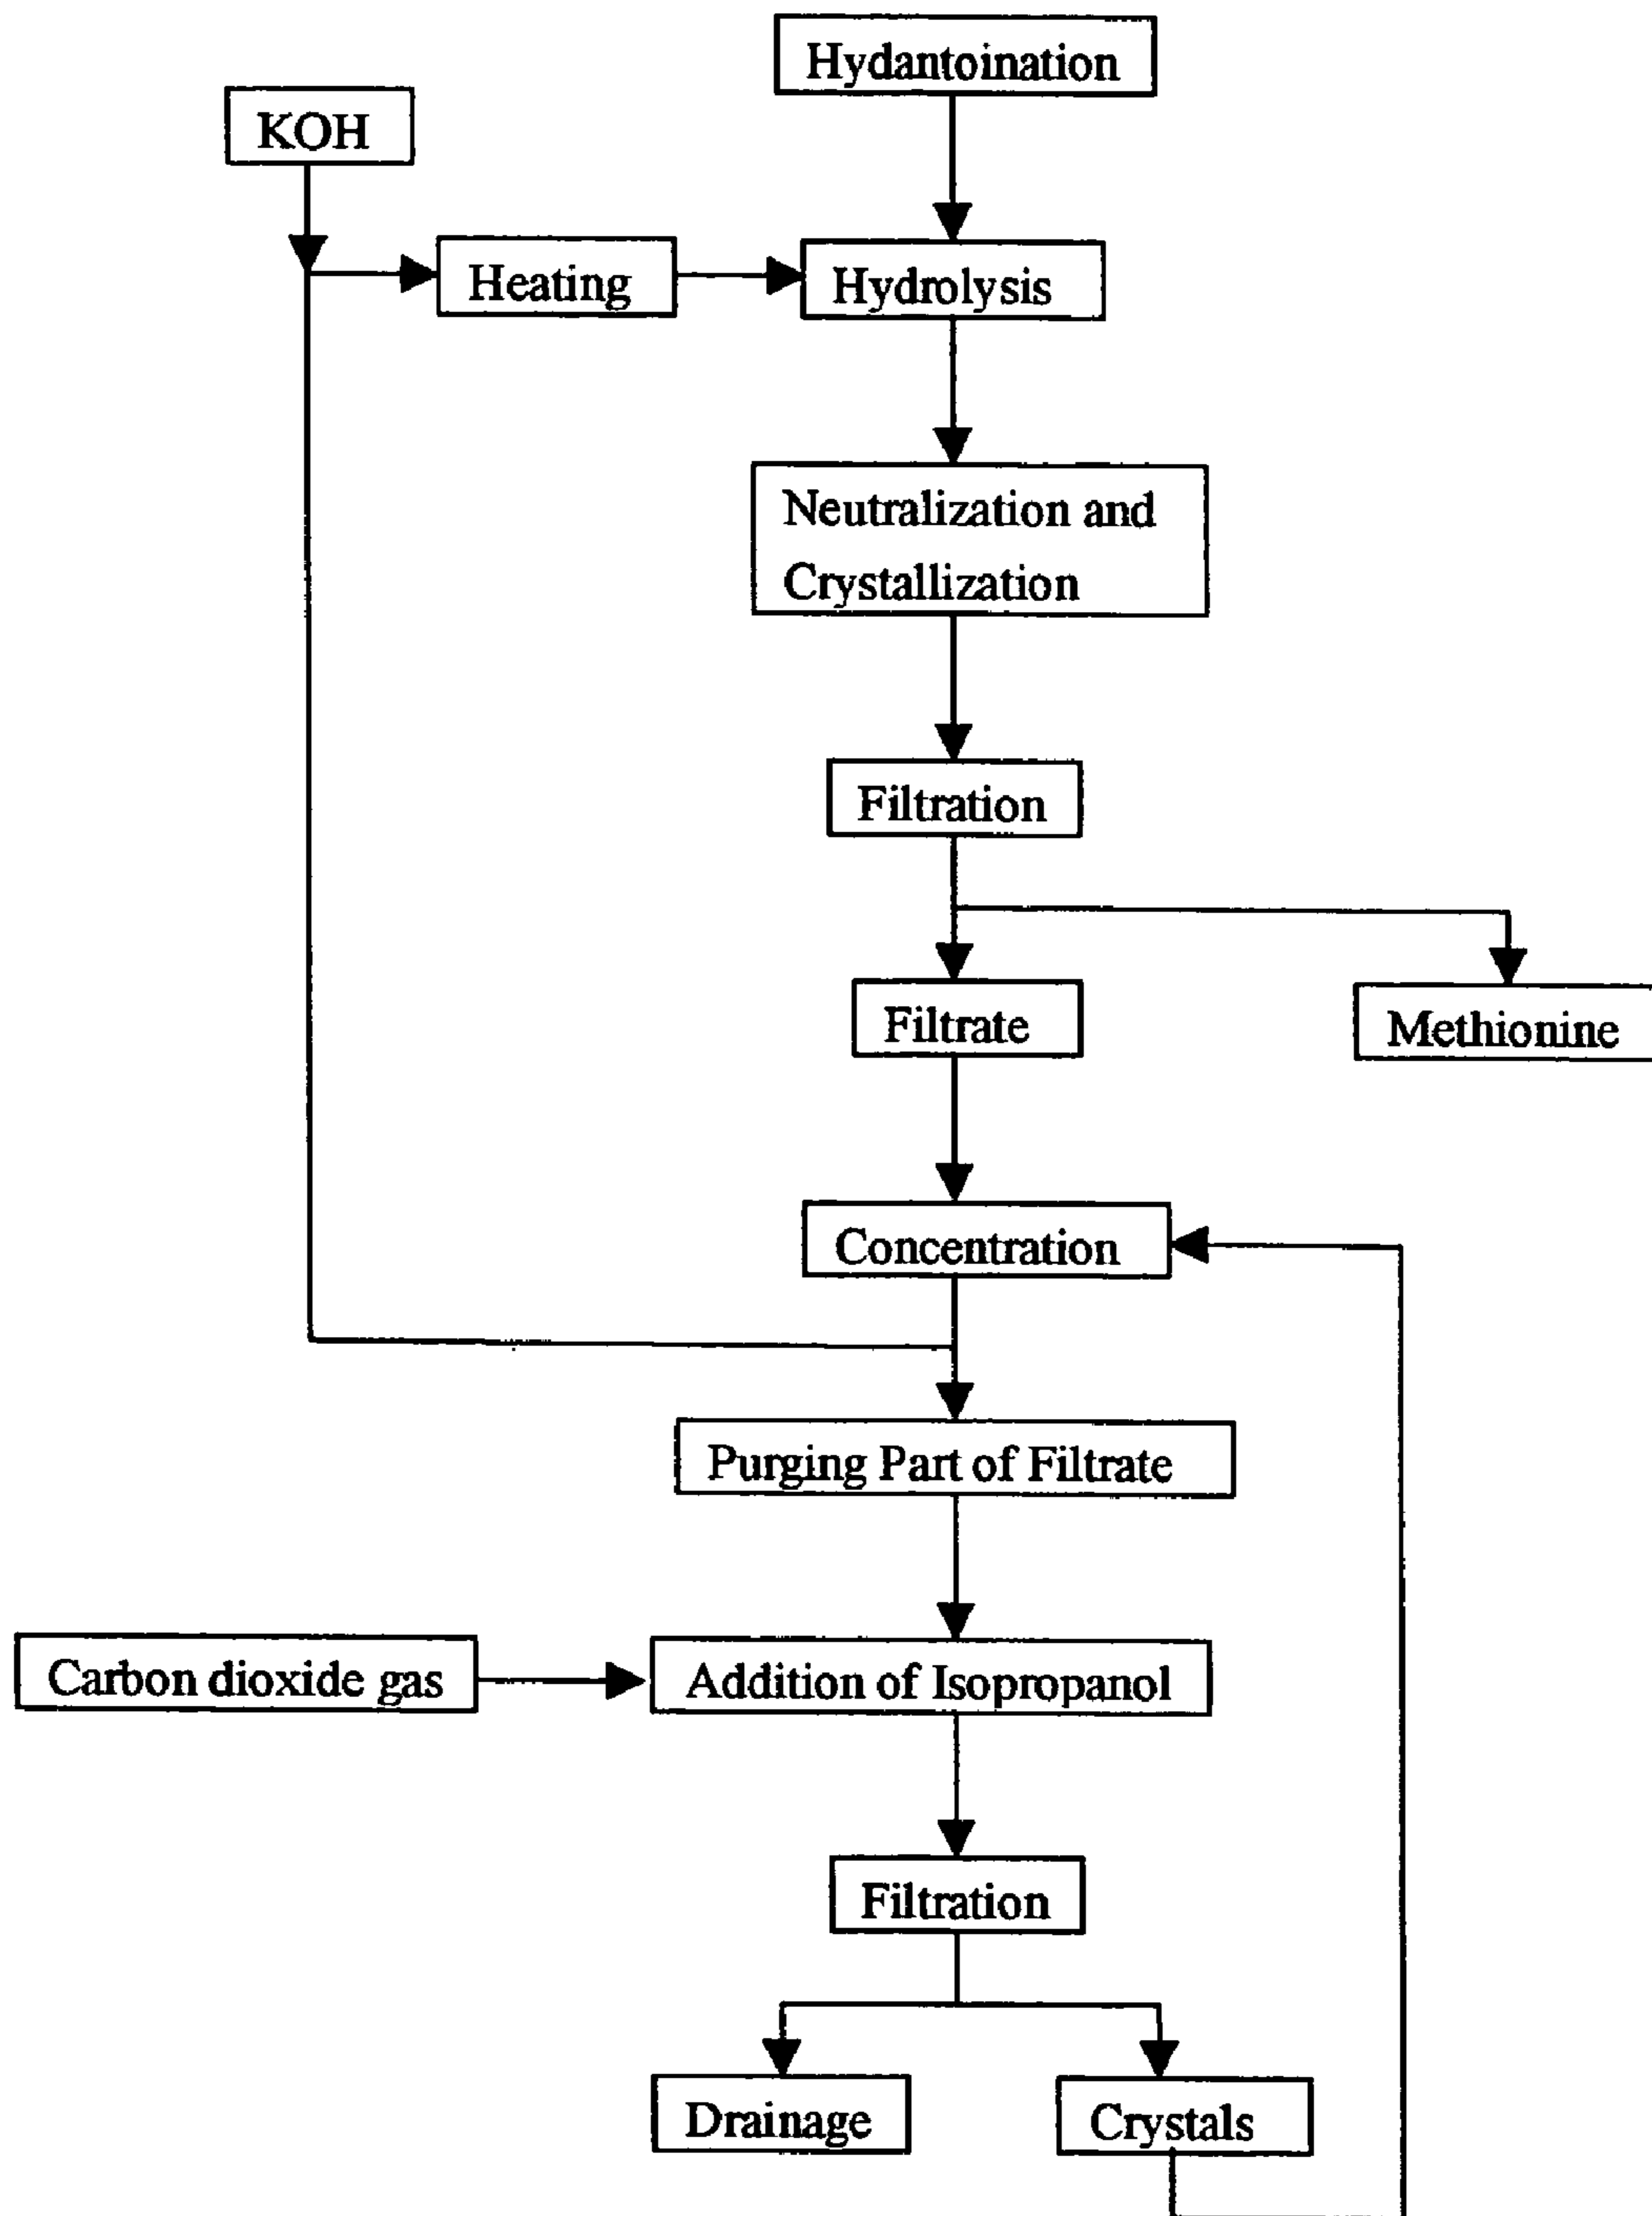 Hydantoination
KOH
Heating
Hydrolysis
Neutralization and
Crystallization
Filtration
Filtrate
Methionine
Concentration
Purging Part of Filtrate
Carbon dioxide gas
Addition of Isopropanol
Filtration
Drainage
Crystals